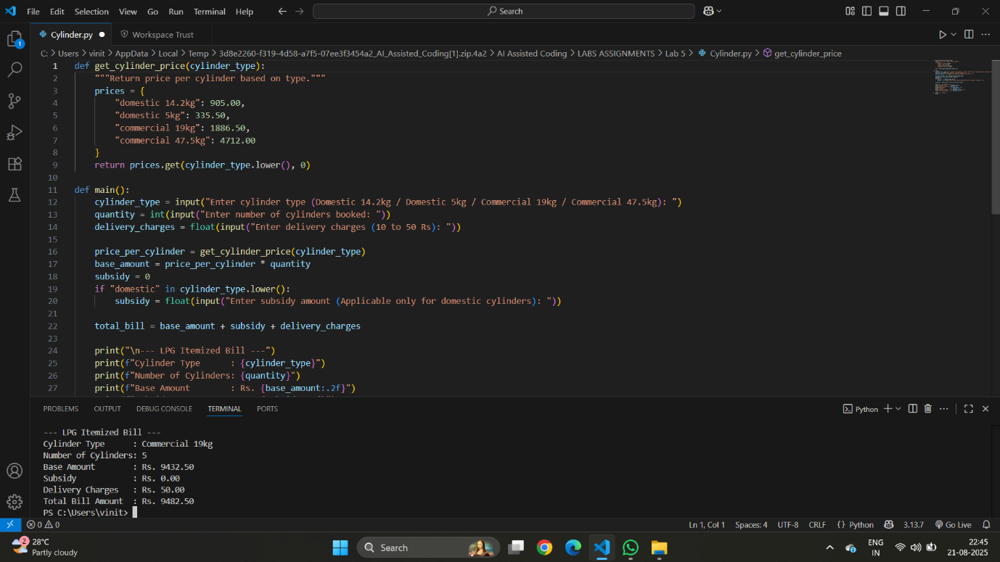 File Edit Selection View Go Run Terminal Help
Search
Cylinder.py
Workspace Trust
C: > Users > vinit > AppData > Local > Temp > 3d8e2260-f319-4d58-a7f5-07ee3f3454a2_AI_Assisted_Coding[1].zip.4a2 > AI Assisted Coding > LABS ASSIGNMENTS > Lab 5 > Cylinder.py > get_cylinder_price
1 def get_cylinder_price(cylinder_type):
2     """Return price per cylinder based on type."""
3     prices = {
4         "domestic 14.2kg": 905.00,
5         "domestic 5kg": 335.50,
6         "commercial 19kg": 1886.50,
7         "commercial 47.5kg": 4712.00
8     }
9     return prices.get(cylinder_type.lower(), 0)
10
11 def main():
12     cylinder_type = input("Enter cylinder type (Domestic 14.2kg / Domestic 5kg / Commercial 19kg / Commercial 47.5kg): ")
13     quantity = int(input("Enter number of cylinders booked: "))
14     delivery_charges = float(input("Enter delivery charges (10 to 50 Rs): "))
15
16     price_per_cylinder = get_cylinder_price(cylinder_type)
17     base_amount = price_per_cylinder * quantity
18     subsidy = 0
19     if "domestic" in cylinder_type.lower():
20         subsidy = float(input("Enter subsidy amount (Applicable only for domestic cylinders): "))
21
22     total_bill = base_amount + subsidy + delivery_charges
23
24     print("\n--- LPG Itemized Bill ---")
25     print(f"Cylinder Type      : {cylinder_type}")
26     print(f"Number of Cylinders: {quantity}")
27     print(f"Base Amount        : Rs. {base_amount:.2f}")
1
PROBLEMS OUTPUT DEBUG CONSOLE TERMINAL PORTS
Python
--- LPG Itemized Bill ---
Cylinder Type      : Commercial 19kg
Number of Cylinders: 5
Base Amount        : Rs. 9432.50
Subsidy            : Rs. 0.00
Delivery Charges   : Rs. 50.00
Total Bill Amount  : Rs. 9482.50
PS C:\Users\vinit>
0 0 Ln 1, Col 1 Spaces: 4 UTF-8 CRLF {} Python 3.13.7 Go Live
2
28°C
Partly cloudy
Search
ENG
IN
22:45
21-08-2025